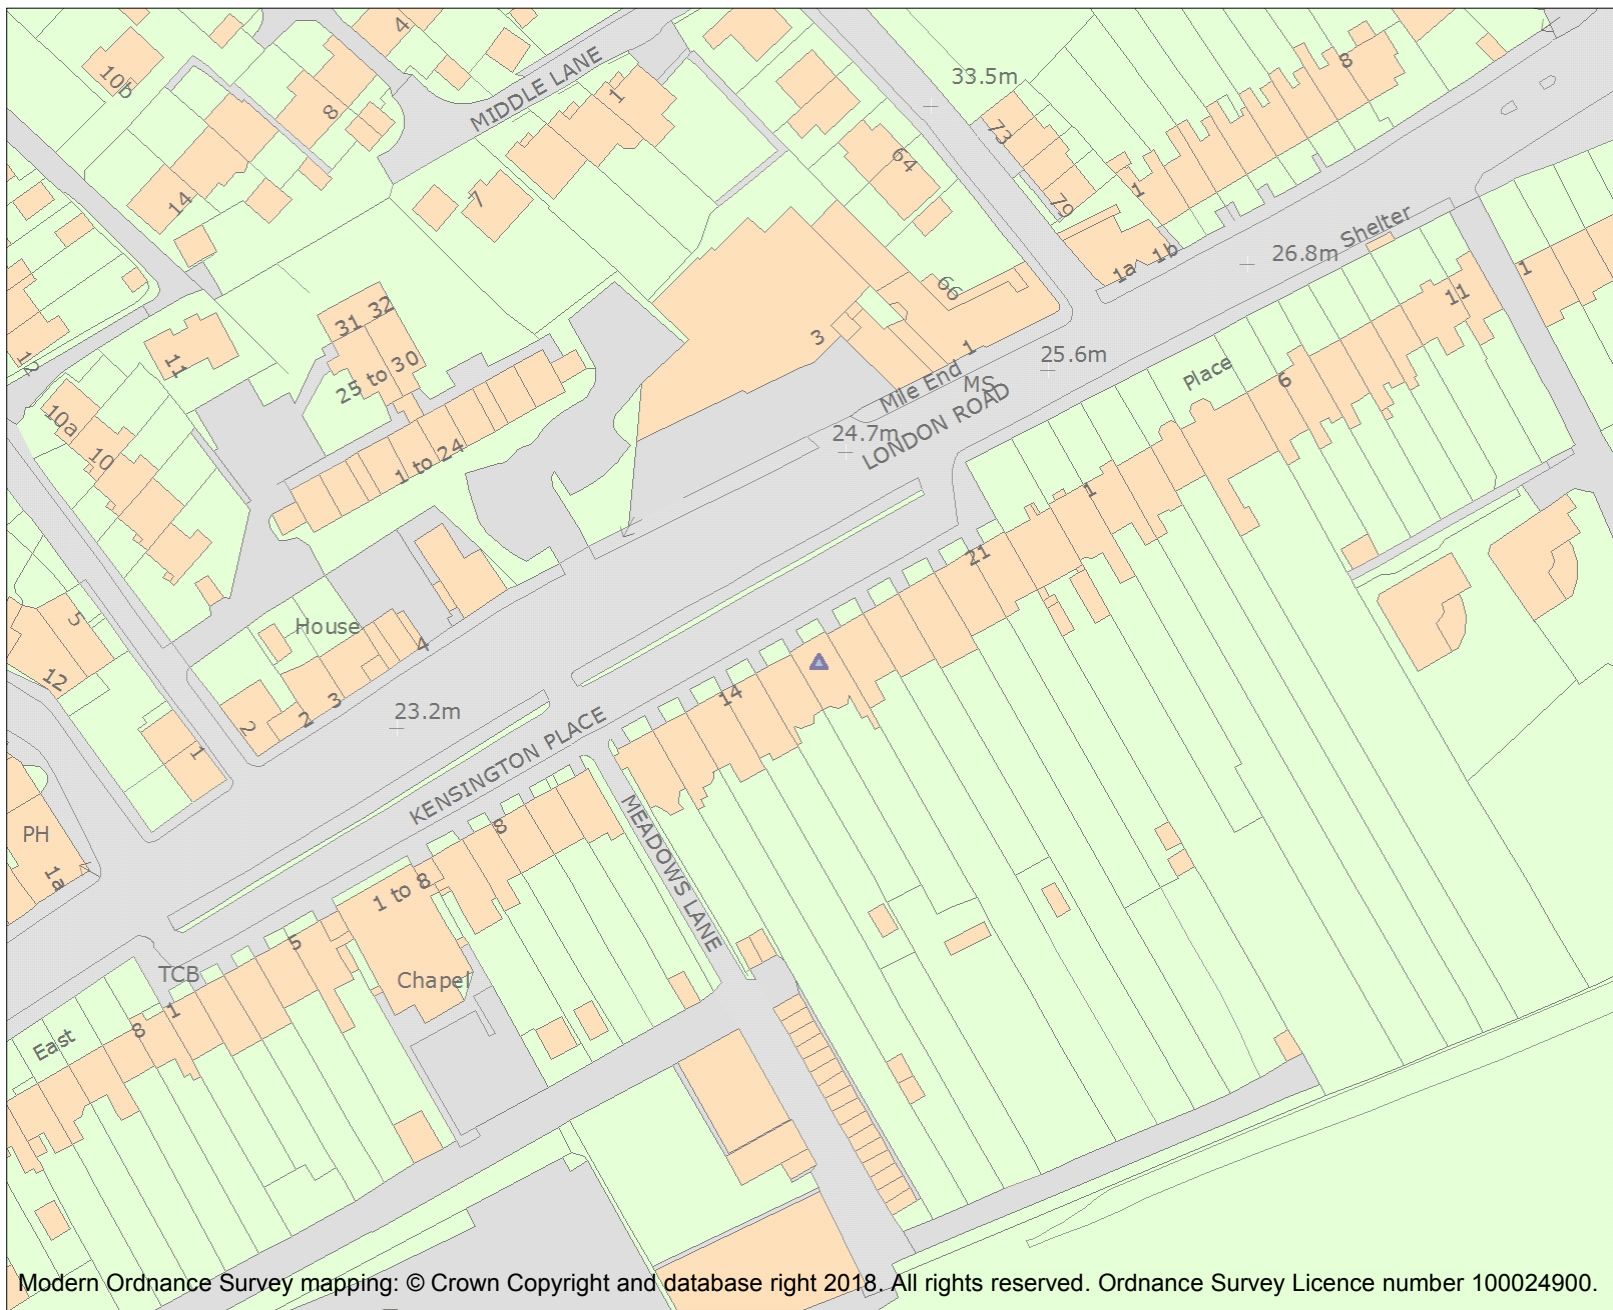 4
10b
MIDDLE LANE
1
8
33.5m
8
73
64
7
14
79
1
Shelter
26.8m
1a
1b
1
11
66
31 32
3
1
25.6m
Mile End
MS
Place
6
11
12
25 to 30
LONDON ROAD
24.7m
10a
10
1 to 24
1
21
5
House
4
12
14
2
2
3
23.2m
1
KENSINGTON PLACE
MEADOWS LANE
PH
8
1a
1 to 8
5
TCB
Chapel
1
8
East
Modern Ordnance Survey mapping: © Crown Copyright and database right 2018. All rights reserved. Ordnance Survey Licence number 100024900.